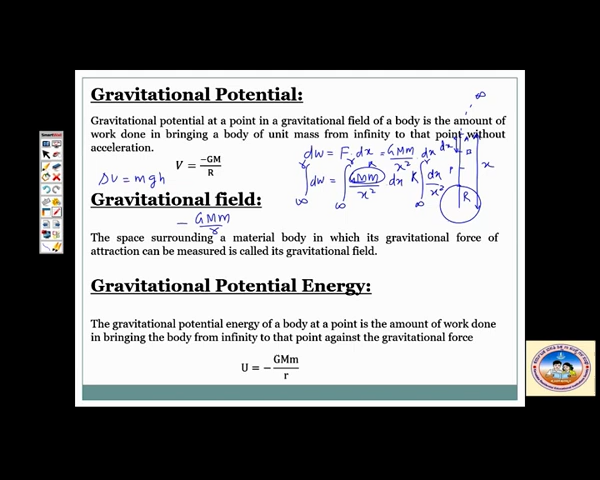 Gravitational Potential:
Gravitational potential at a point in a gravitational field of a body is the amount of
work done in bringing a body of unit mass from infinity to that point without
acceleration.
V = −GM/R
dw = F. dx = GMm/x² dx
∫ dw = ∫ GMm/x² dx K ∫ dx/x²
ΔU = mgh
∞
dx
x
R
Gravitational field:
− GMm/r
The space surrounding a material body in which its gravitational force of
attraction can be measured is called its gravitational field.
Gravitational Potential Energy:
The gravitational potential energy of a body at a point is the amount of work done
in bringing the body from infinity to that point against the gravitational force
U = − GMm/r